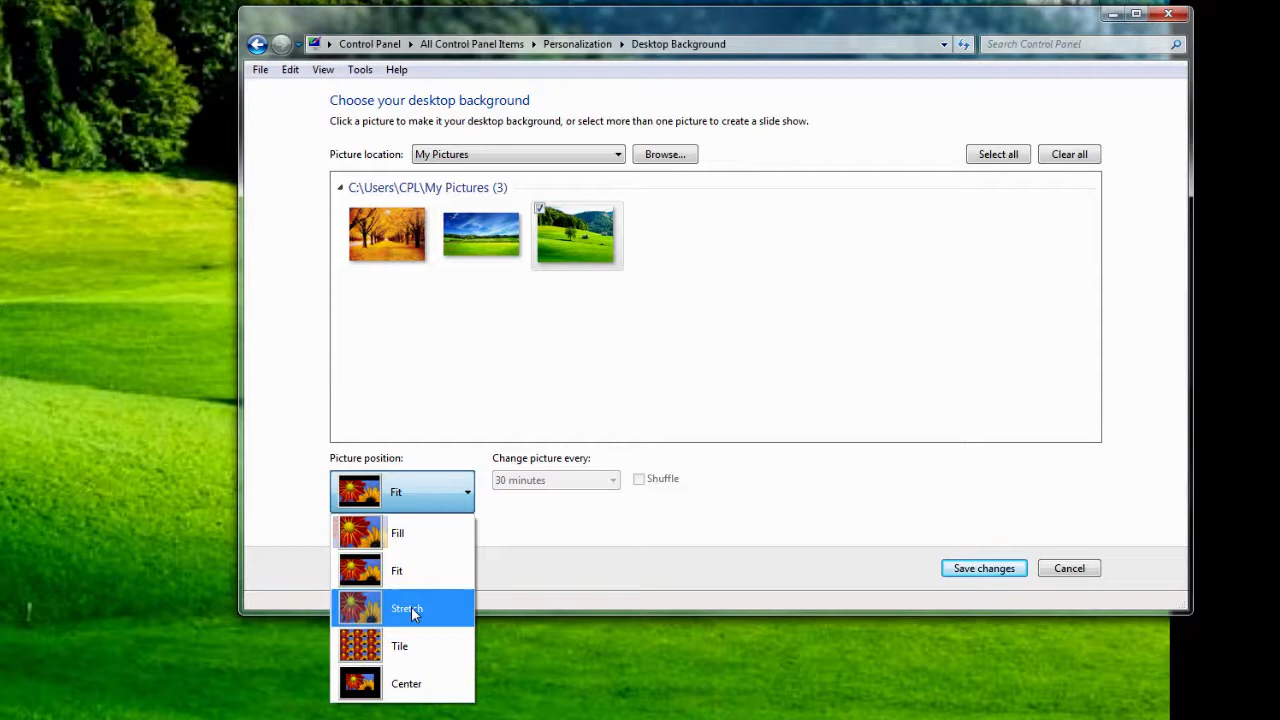 Control Panel All Control Panel Items Personalization Desktop Background Search Control Panel
File Edit View Tools Help
Choose your desktop background
Click a picture to make it your desktop background, or select more than one picture to create a slide show.
Picture location: My Pictures Browse... Select all Clear all
C:\Users\CPL\My Pictures (3)
Picture position: Change picture every:
Fit 30 minutes Shuffle
Fill
Fit
Save changes Cancel
Stretch
Tile
Center